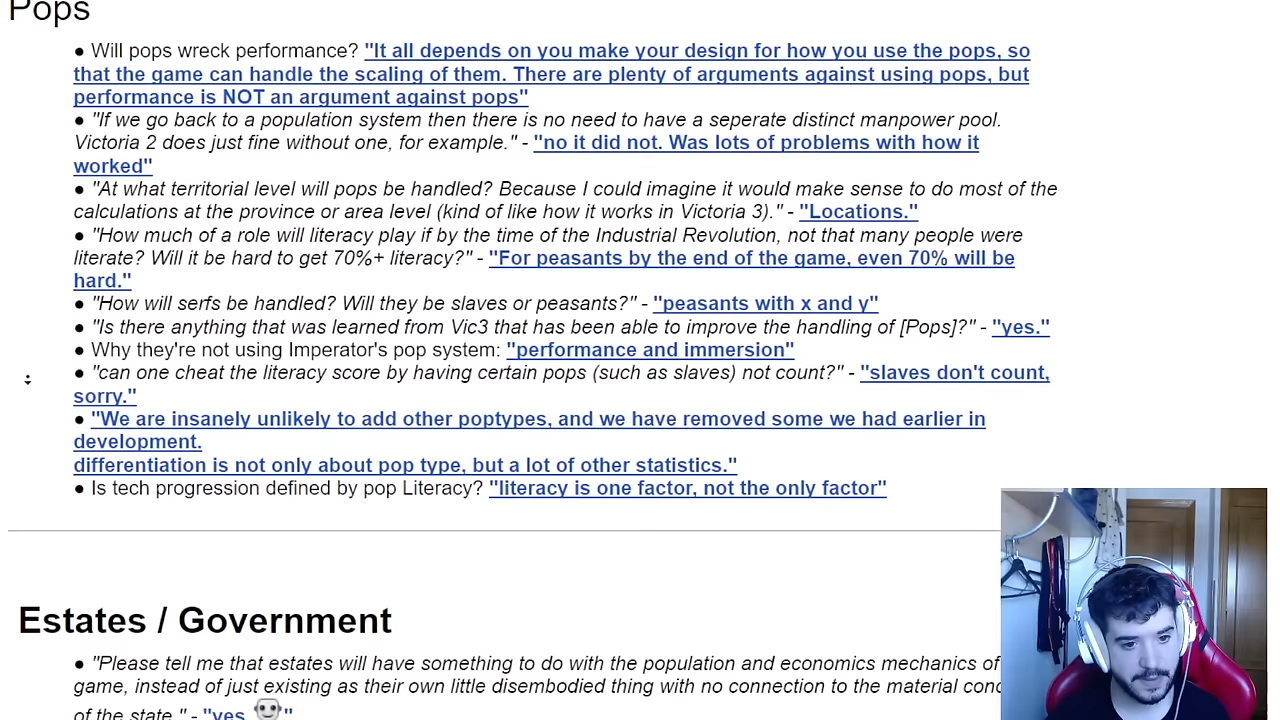 Pops
● Will pops wreck performance? "It all depends on you make your design for how you use the pops, so
that the game can handle the scaling of them. There are plenty of arguments against using pops, but
performance is NOT an argument against pops"
● "If we go back to a population system then there is no need to have a seperate distinct manpower pool.
Victoria 2 does just fine without one, for example." - "no it did not. Was lots of problems with how it
worked"
● "At what territorial level will pops be handled? Because I could imagine it would make sense to do most of the
calculations at the province or area level (kind of like how it works in Victoria 3)." - "Locations."
● "How much of a role will literacy play if by the time of the Industrial Revolution, not that many people were
literate? Will it be hard to get 70%+ literacy?" - "For peasants by the end of the game, even 70% will be
hard."
● "How will serfs be handled? Will they be slaves or peasants?" - "peasants with x and y"
● "Is there anything that was learned from Vic3 that has been able to improve the handling of [Pops]?" - "yes."
● Why they're not using Imperator's pop system: "performance and immersion"
● "can one cheat the literacy score by having certain pops (such as slaves) not count?" - "slaves don't count,
sorry."
● "We are insanely unlikely to add other poptypes, and we have removed some we had earlier in
development.
differentiation is not only about pop type, but a lot of other statistics."
● Is tech progression defined by pop Literacy? "literacy is one factor, not the only factor"
Estates / Government
● "Please tell me that estates will have something to do with the population and economics mechanics of
game, instead of just existing as their own little disembodied thing with no connection to the material
of the state." - "yes "